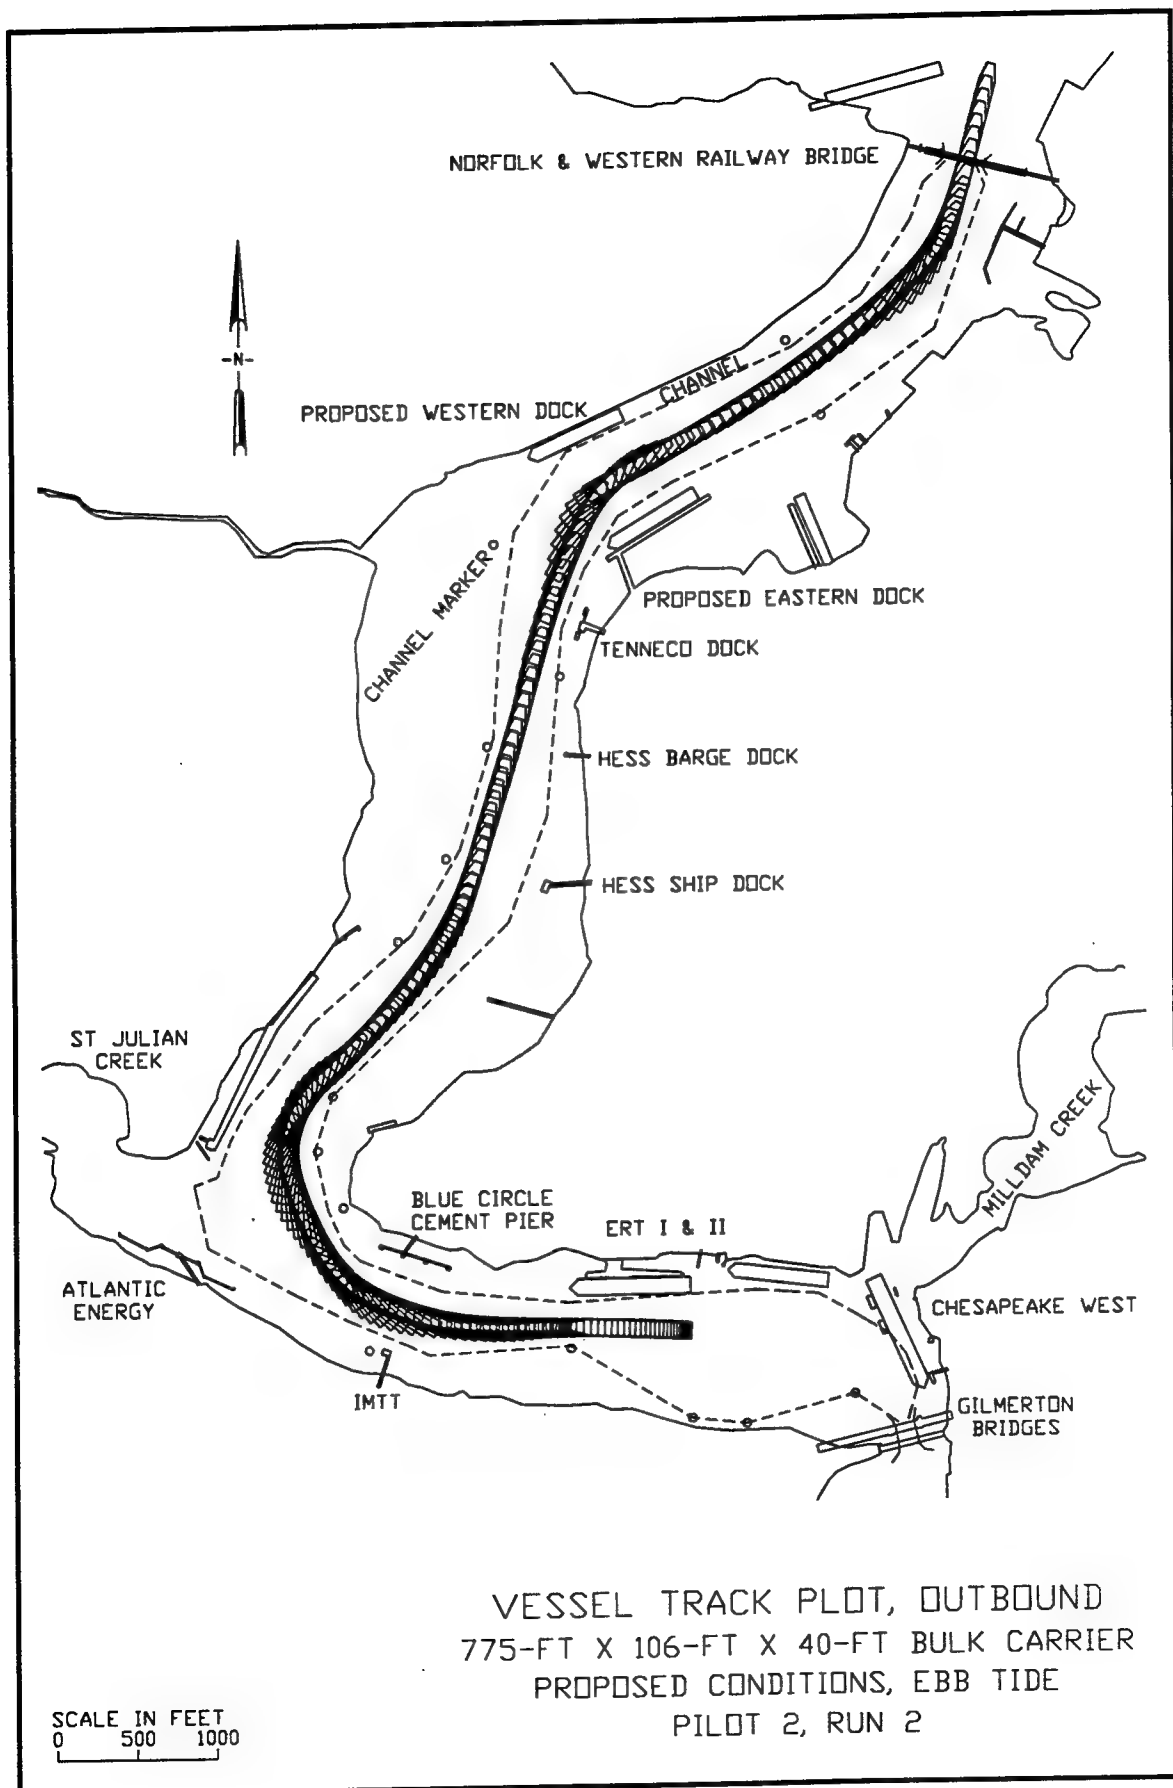 NORFOLK & WESTERN RAILWAY BRIDGE
-N-
CHANNEL
PROPOSED WESTERN DOCK
CHANNEL MARKER
PROPOSED EASTERN DOCK
TENNECO DOCK
HESS BARGE DOCK
HESS SHIP DOCK
ST JULIAN
CREEK
MILLDAM CREEK
BLUE CIRCLE
CEMENT PIER
ERT I & II
ATLANTIC
ENERGY
CHESAPEAKE WEST
IMTT
GILMERTON
BRIDGES
VESSEL TRACK PLOT, OUTBOUND
775-FT X 106-FT X 40-FT BULK CARRIER
PROPOSED CONDITIONS, EBB TIDE
PILOT 2, RUN 2
SCALE IN FEET
0 500 1000